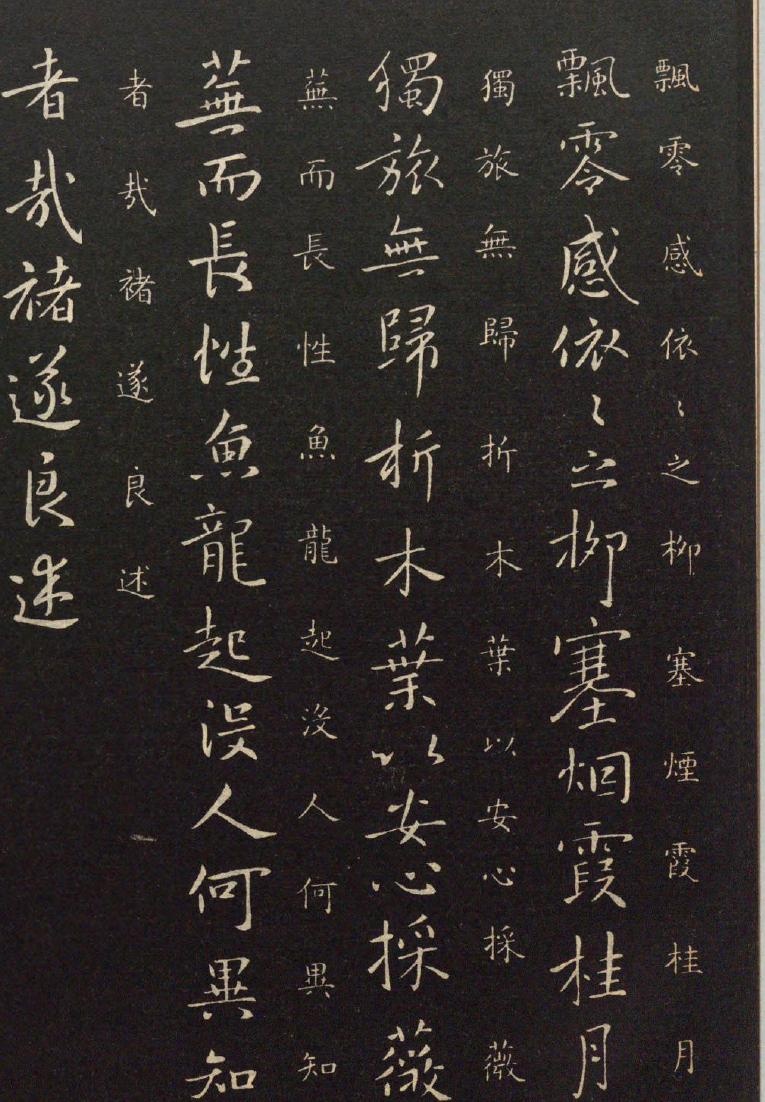 飄零感依〻之柳塞煙霞桂月
飄零感依〻之柳塞烟霞桂月
獨旅無歸折木葉以安心採薇
獨旅無歸折木葉以安心採薇
蕪而長性魚龍起沒人何異知
蕪而長性魚龍起没人何異知
者哉褚遂良述
者哉褚遂良述